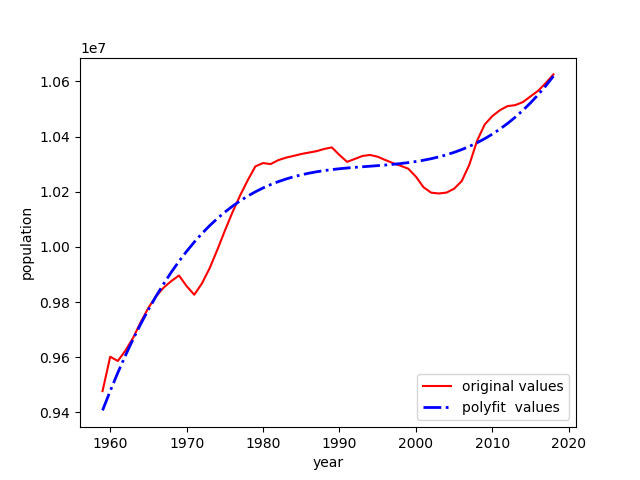 1e7
1.06
1.04
1.02
1.00
0.98
0.96
0.94
population
1960 1970 1980 1990 2000 2010 2020
year
original values
polyfit  values